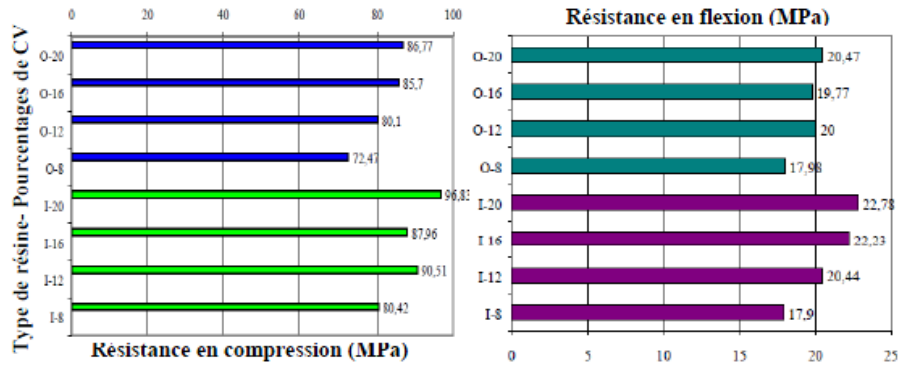 0 20 40 60 80 100
Type de résine- Pourcentages de CV
O-20 86,77
O-16 85,7
O-12 80,1
O-8 72,47
I-20 96,83
I-16 87,96
I-12 90,51
I-8 80,42
Résistance en compression (MPa)
Résistance en flexion (MPa)
O-20 20,47
O-16 19,77
O-12 20
O-8 17,98
I-20 22,78
I-16 22,23
I-12 20,44
I-8 17,9
0 5 10 15 20 25